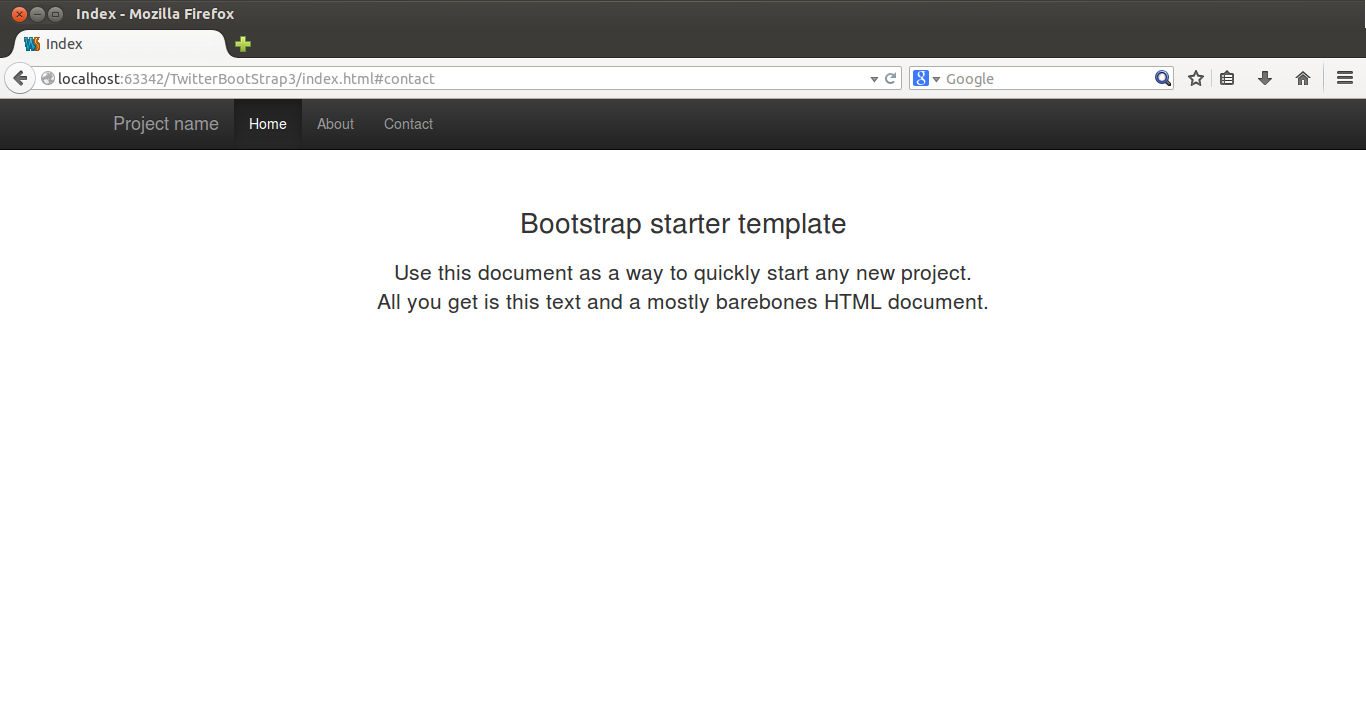 Index - Mozilla Firefox
Index
localhost:63342/TwitterBootStrap3/index.html#contact
Google
Project name
Home
About
Contact
Bootstrap starter template
Use this document as a way to quickly start any new project.
All you get is this text and a mostly barebones HTML document.